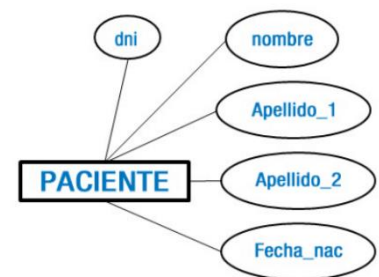 dni
nombre
Apellido_1
PACIENTE
Apellido_2
Fecha_nac